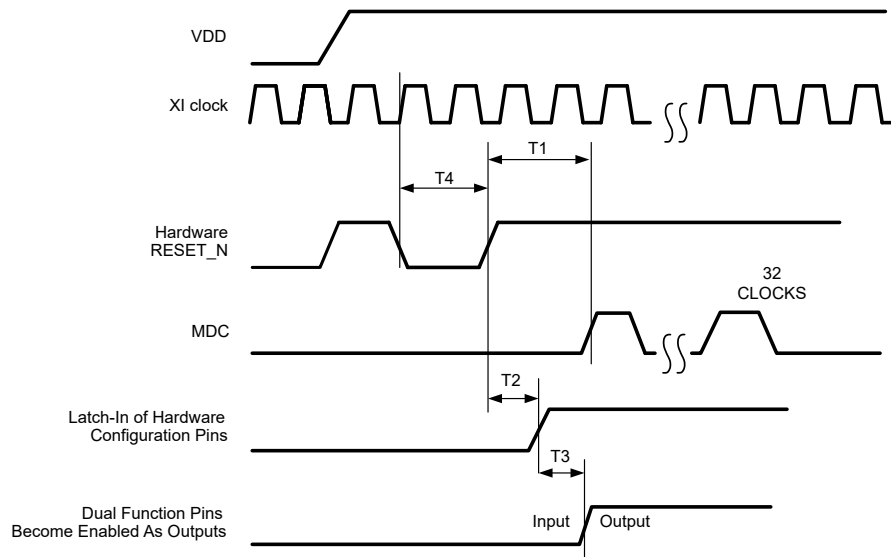 VDD
XI clock
T1
T4
Hardware
RESET_N
32
CLOCKS
MDC
T2
Latch-In of Hardware
Configuration Pins
T3
Dual Function Pins
Become Enabled As Outputs
Input
Output